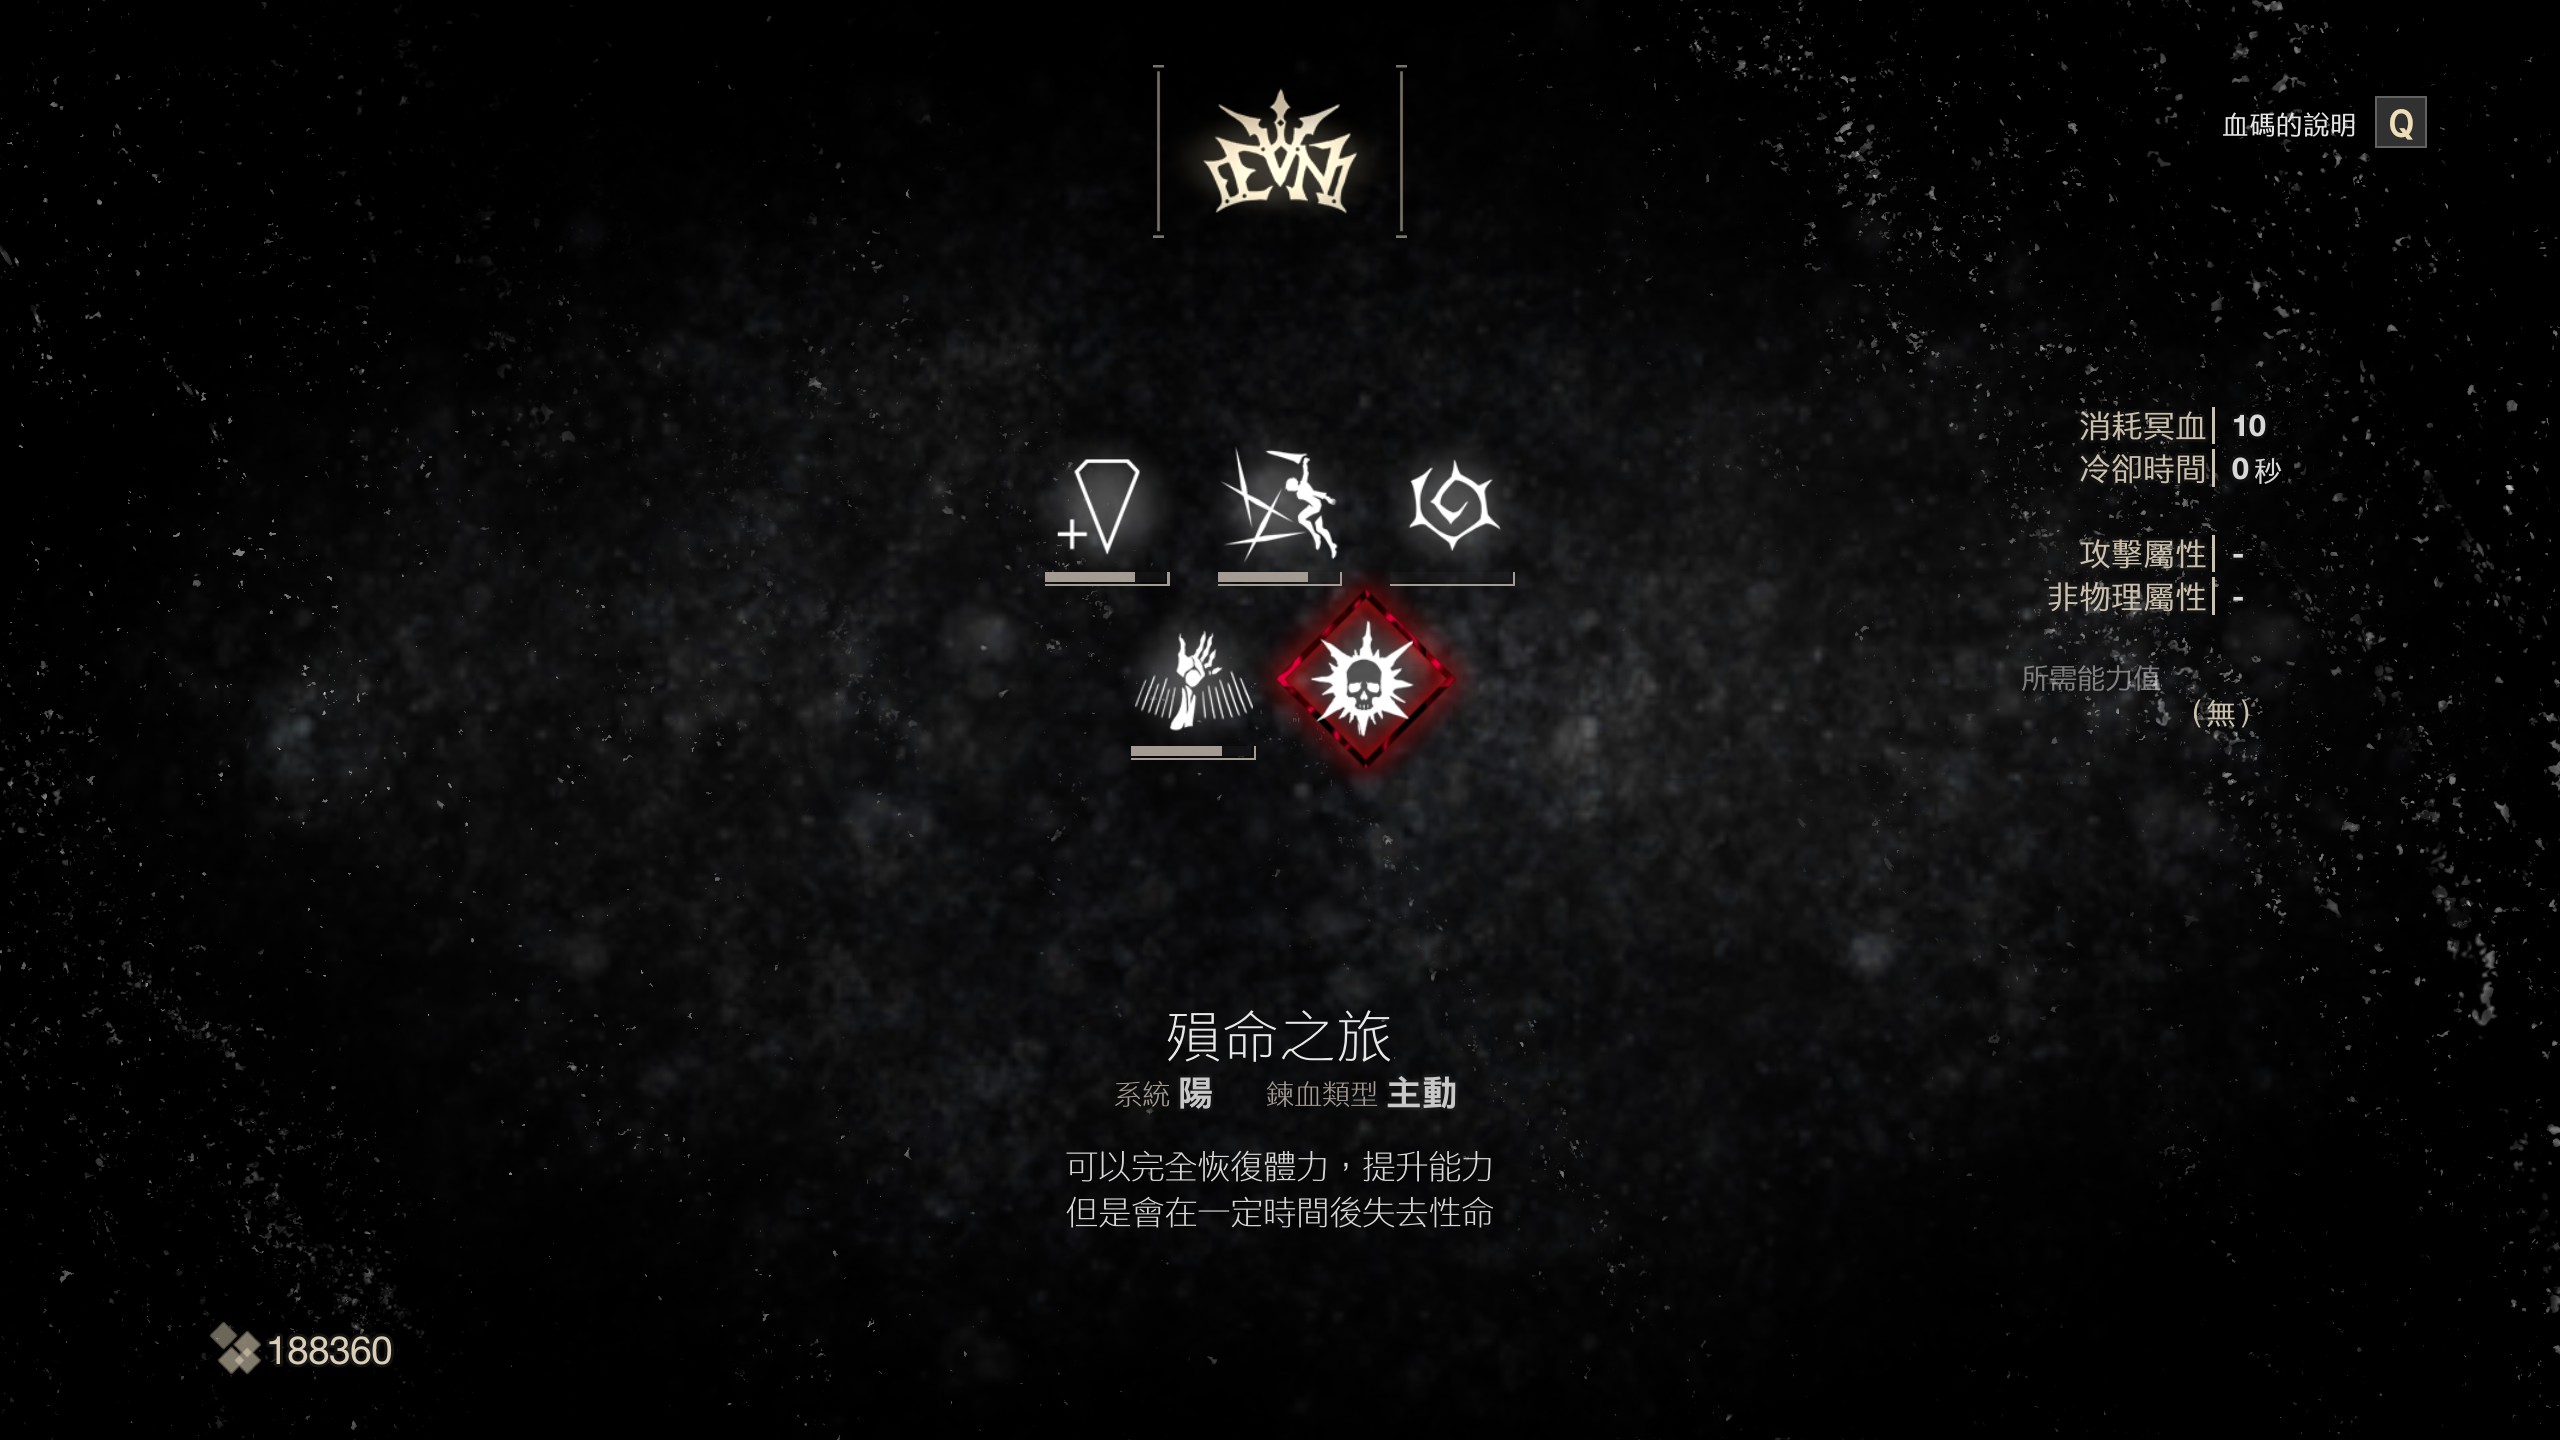 血碼的說明 Q
消耗冥血 10
冷卻時間 0 秒
攻擊屬性 -
非物理屬性 -
所需能力值
(無)
殞命之旅
系統 陽 鍊血類型 主動
可以完全恢復體力，提升能力
但是會在一定時間後失去性命
188360